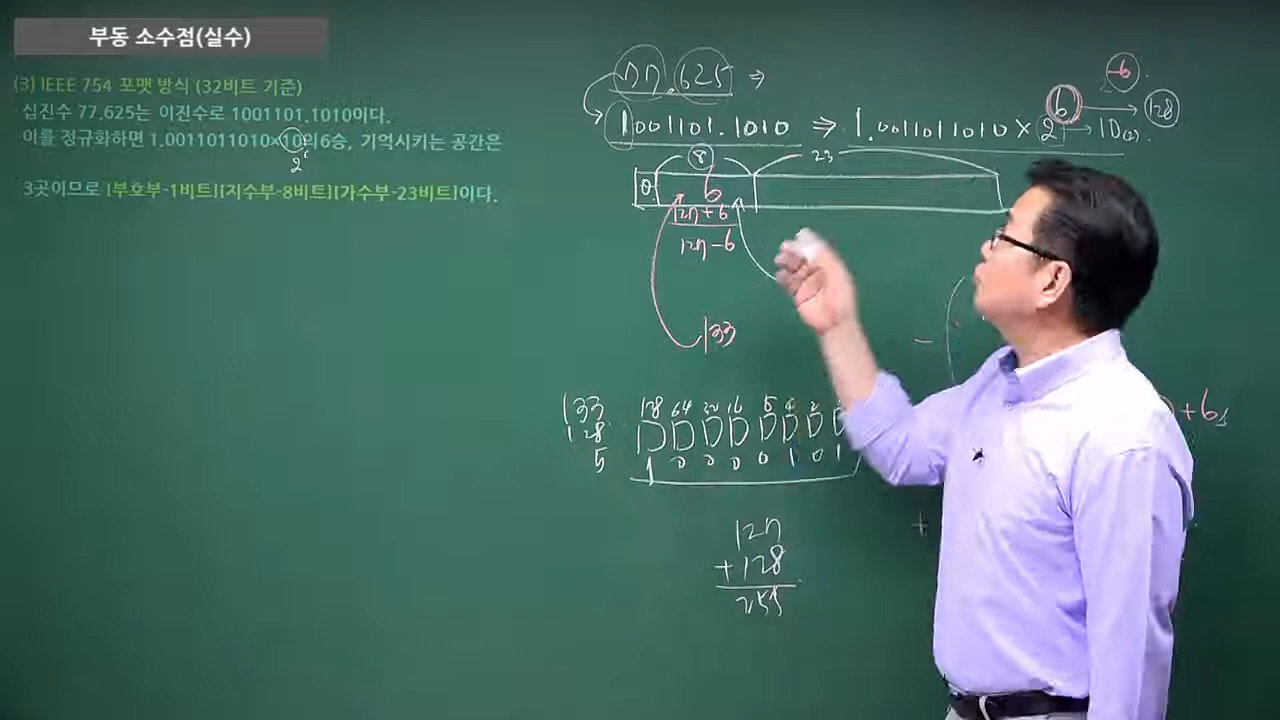 부동 소수점(실수)
(3) IEEE 754 포맷 방식 (32비트 기준)
십진수 77.625는 이진수로 1001101.1010이다.
이를 정규화하면 1.0011011010×10의6승, 기억시키는 공간은
2
3곳이므로 [부호부-1비트][지수부-8비트][가수부-23비트]이다.
77.625 ⇒
-6
1001101.1010 ⇒ 1.0011011010 × 2 6 → 128
→ 10(2)
8 23
0 6
127+6
127-6
133
-
+6
133 128 64 32 16 8 4 2
128
5 1 0 0 0 0 1 0 1
127
+128
255
+